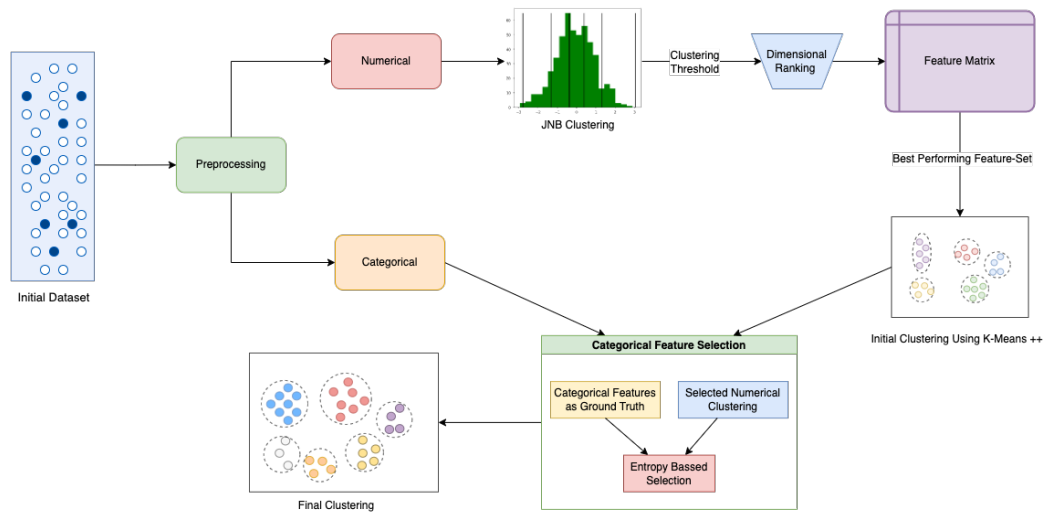 Initial Dataset
Preprocessing
Numerical
Categorical
JNB Clustering
Clustering
Threshold
Dimensional
Ranking
Feature Matrix
Best Performing Feature-Set
Initial Clustering Using K-Means ++
Categorical Feature Selection
Categorical Features
as Ground Truth
Selected Numerical
Clustering
Entropy Bassed
Selection
Final Clustering